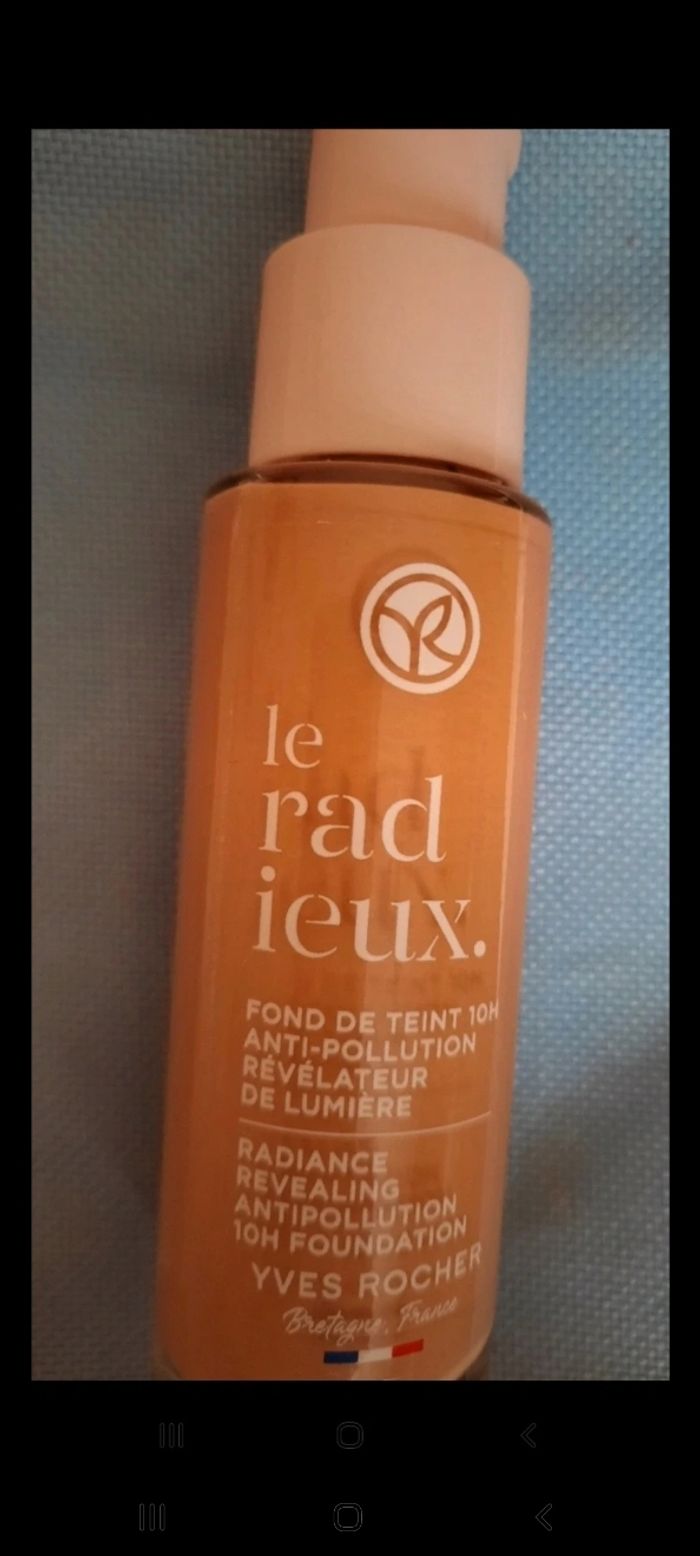 le
rad
ieux.
FOND DE TEINT 10H
ANTI-POLLUTION
RÉVÉLATEUR
DE LUMIÈRE
RADIANCE
REVEALING
ANTIPOLLUTION
10H FOUNDATION
YVES ROCHER
Bretagne, France